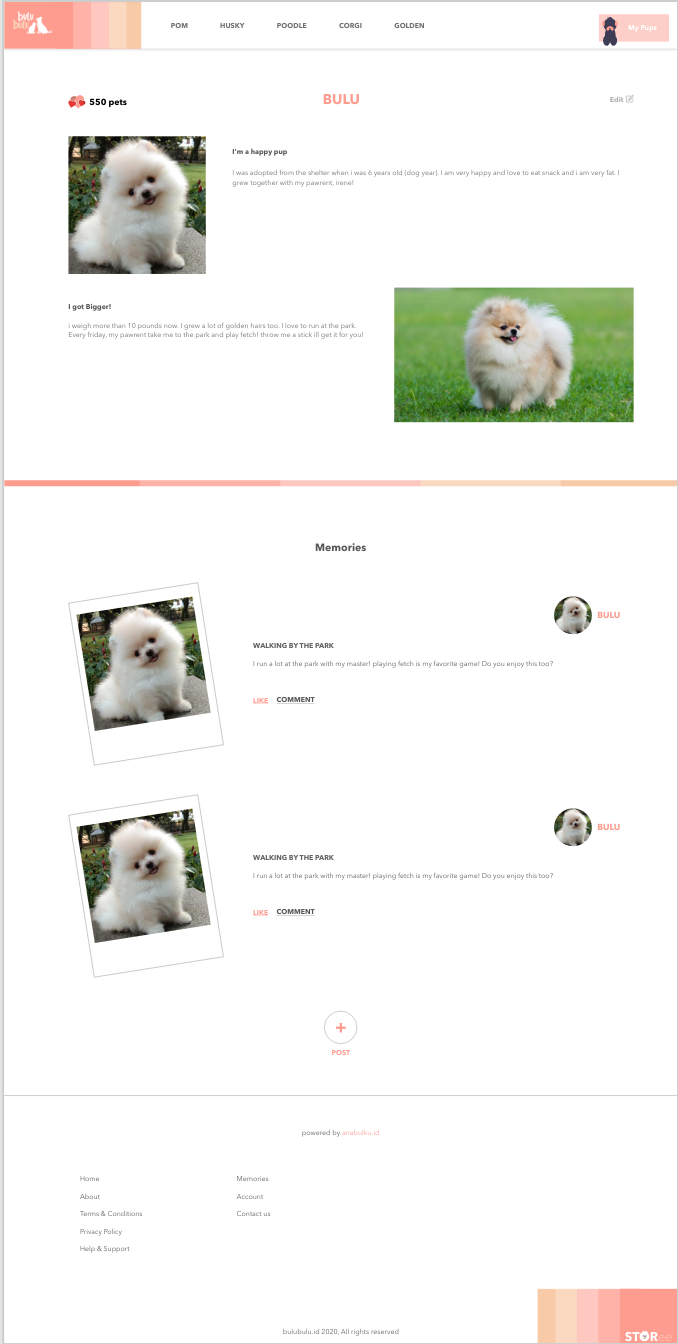 bulu
bulu
POM HUSKY POODLE CORGI GOLDEN
My Pups
550 pets
BULU
Edit
I'm a happy pup
I was adopted from the shelter when i was 6 years old (dog year). I am very happy and love to eat snack and i am very fat. I
grew together with my pawrent, irene!
I got Bigger!
i weigh more than 10 pounds now. I grew a lot of golden hairs too. I love to run at the park.
Every friday, my pawrent take me to the park and play fetch! throw me a stick ill get it for you!
Memories
BULU
WALKING BY THE PARK
I run a lot at the park with my master! playing fetch is my favorite game! Do you enjoy this too?
LIKE COMMENT
BULU
WALKING BY THE PARK
I run a lot at the park with my master! playing fetch is my favorite game! Do you enjoy this too?
LIKE COMMENT
+
POST
powered by anabulku.id
Home
About
Terms & Conditions
Privacy Policy
Help & Support
Memories
Account
Contact us
bulubulu.id 2020, All rights reserved
STORee